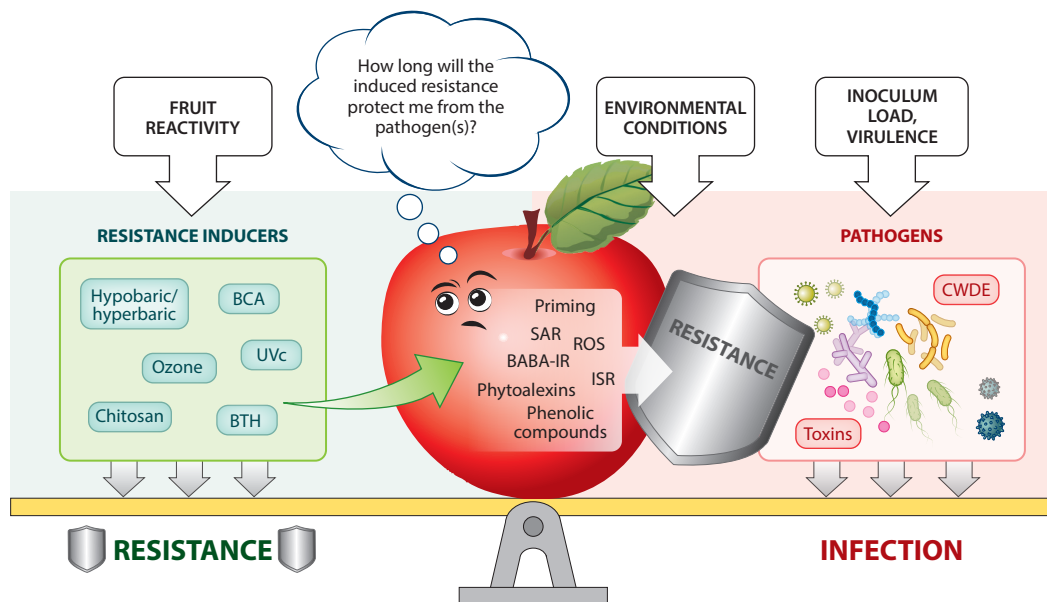 FRUIT
REACTIVITY
How long will the
induced resistance
protect me from the
pathogen(s)?
ENVIRONMENTAL
CONDITIONS
INOCULUM
LOAD,
VIRULENCE
RESISTANCE INDUCERS
Hypobaric/
hyperbaric
BCA
Ozone
UVc
Chitosan
BTH
Priming
SAR
ROS
BABA-IR
ISR
Phytoalexins
Phenolic
compounds
RESISTANCE
PATHOGENS
CWDE
Toxins
RESISTANCE
INFECTION